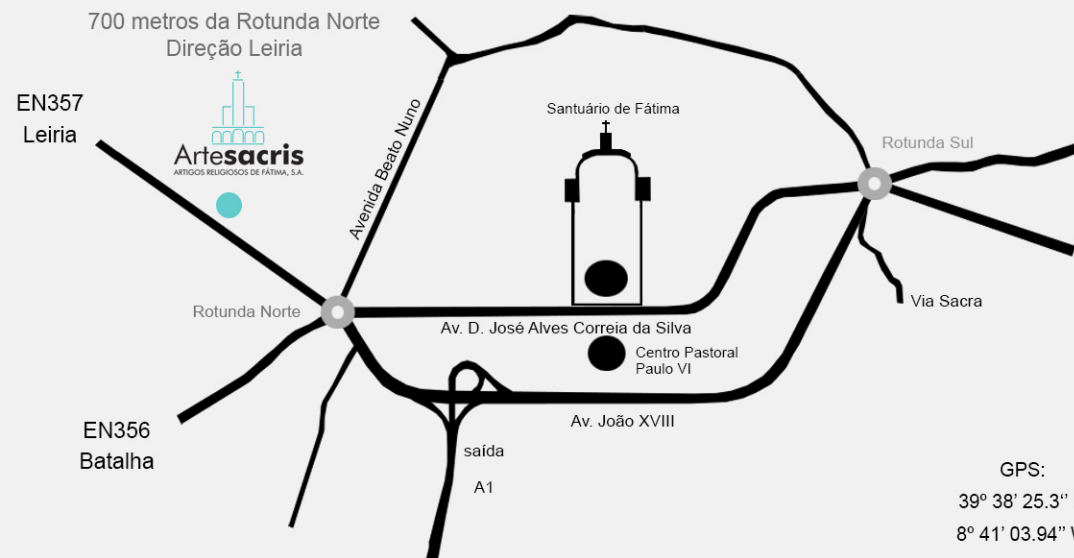 700 metros da Rotunda Norte
Direção Leiria
EN357
Leiria
Artesacris
ARTIGOS RELIGIOSOS DE FÁTIMA, S.A.
Avenida Beato Nuno
Santuário de Fátima
Rotunda Sul
Rotunda Norte
Via Sacra
Av. D. José Alves Correia da Silva
Centro Pastoral
Paulo VI
Av. João XVIII
EN356
Batalha
saída
A1
GPS:
39º 38' 25.3''
8º 41' 03.94'' W